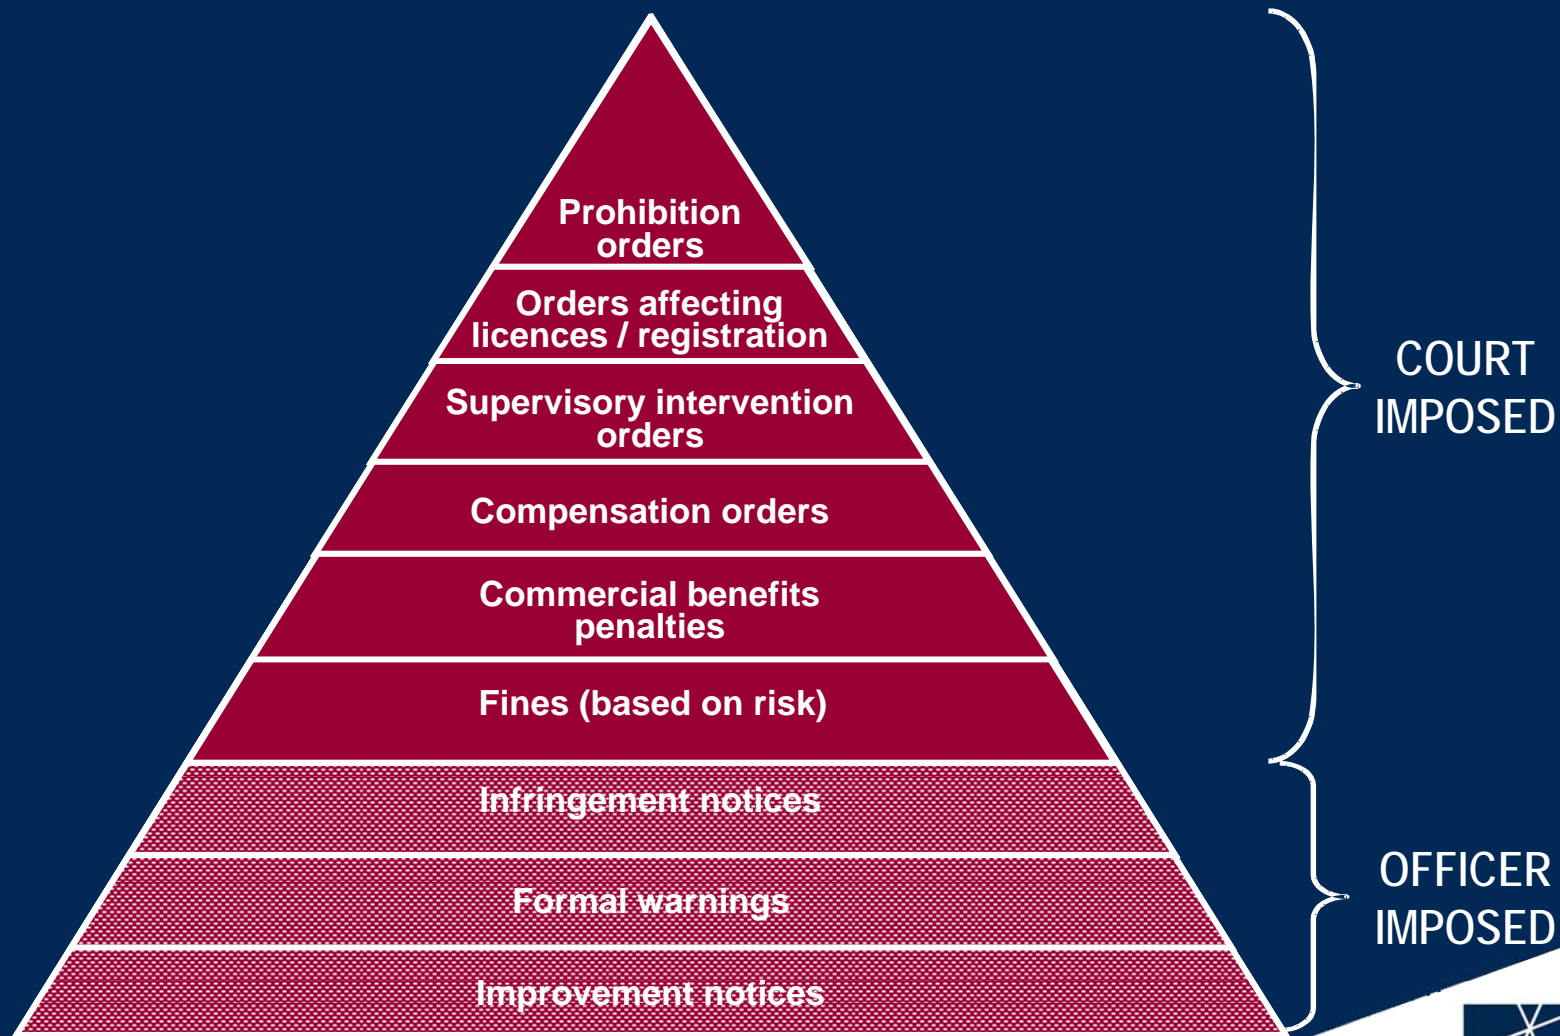 Prohibition
orders
Orders affecting
licences / registration
Supervisory intervention
orders
Compensation orders
Commercial benefits
penalties
Fines (based on risk)
Infringement notices
Formal warnings
Improvement notices
COURT
IMPOSED
OFFICER
IMPOSED